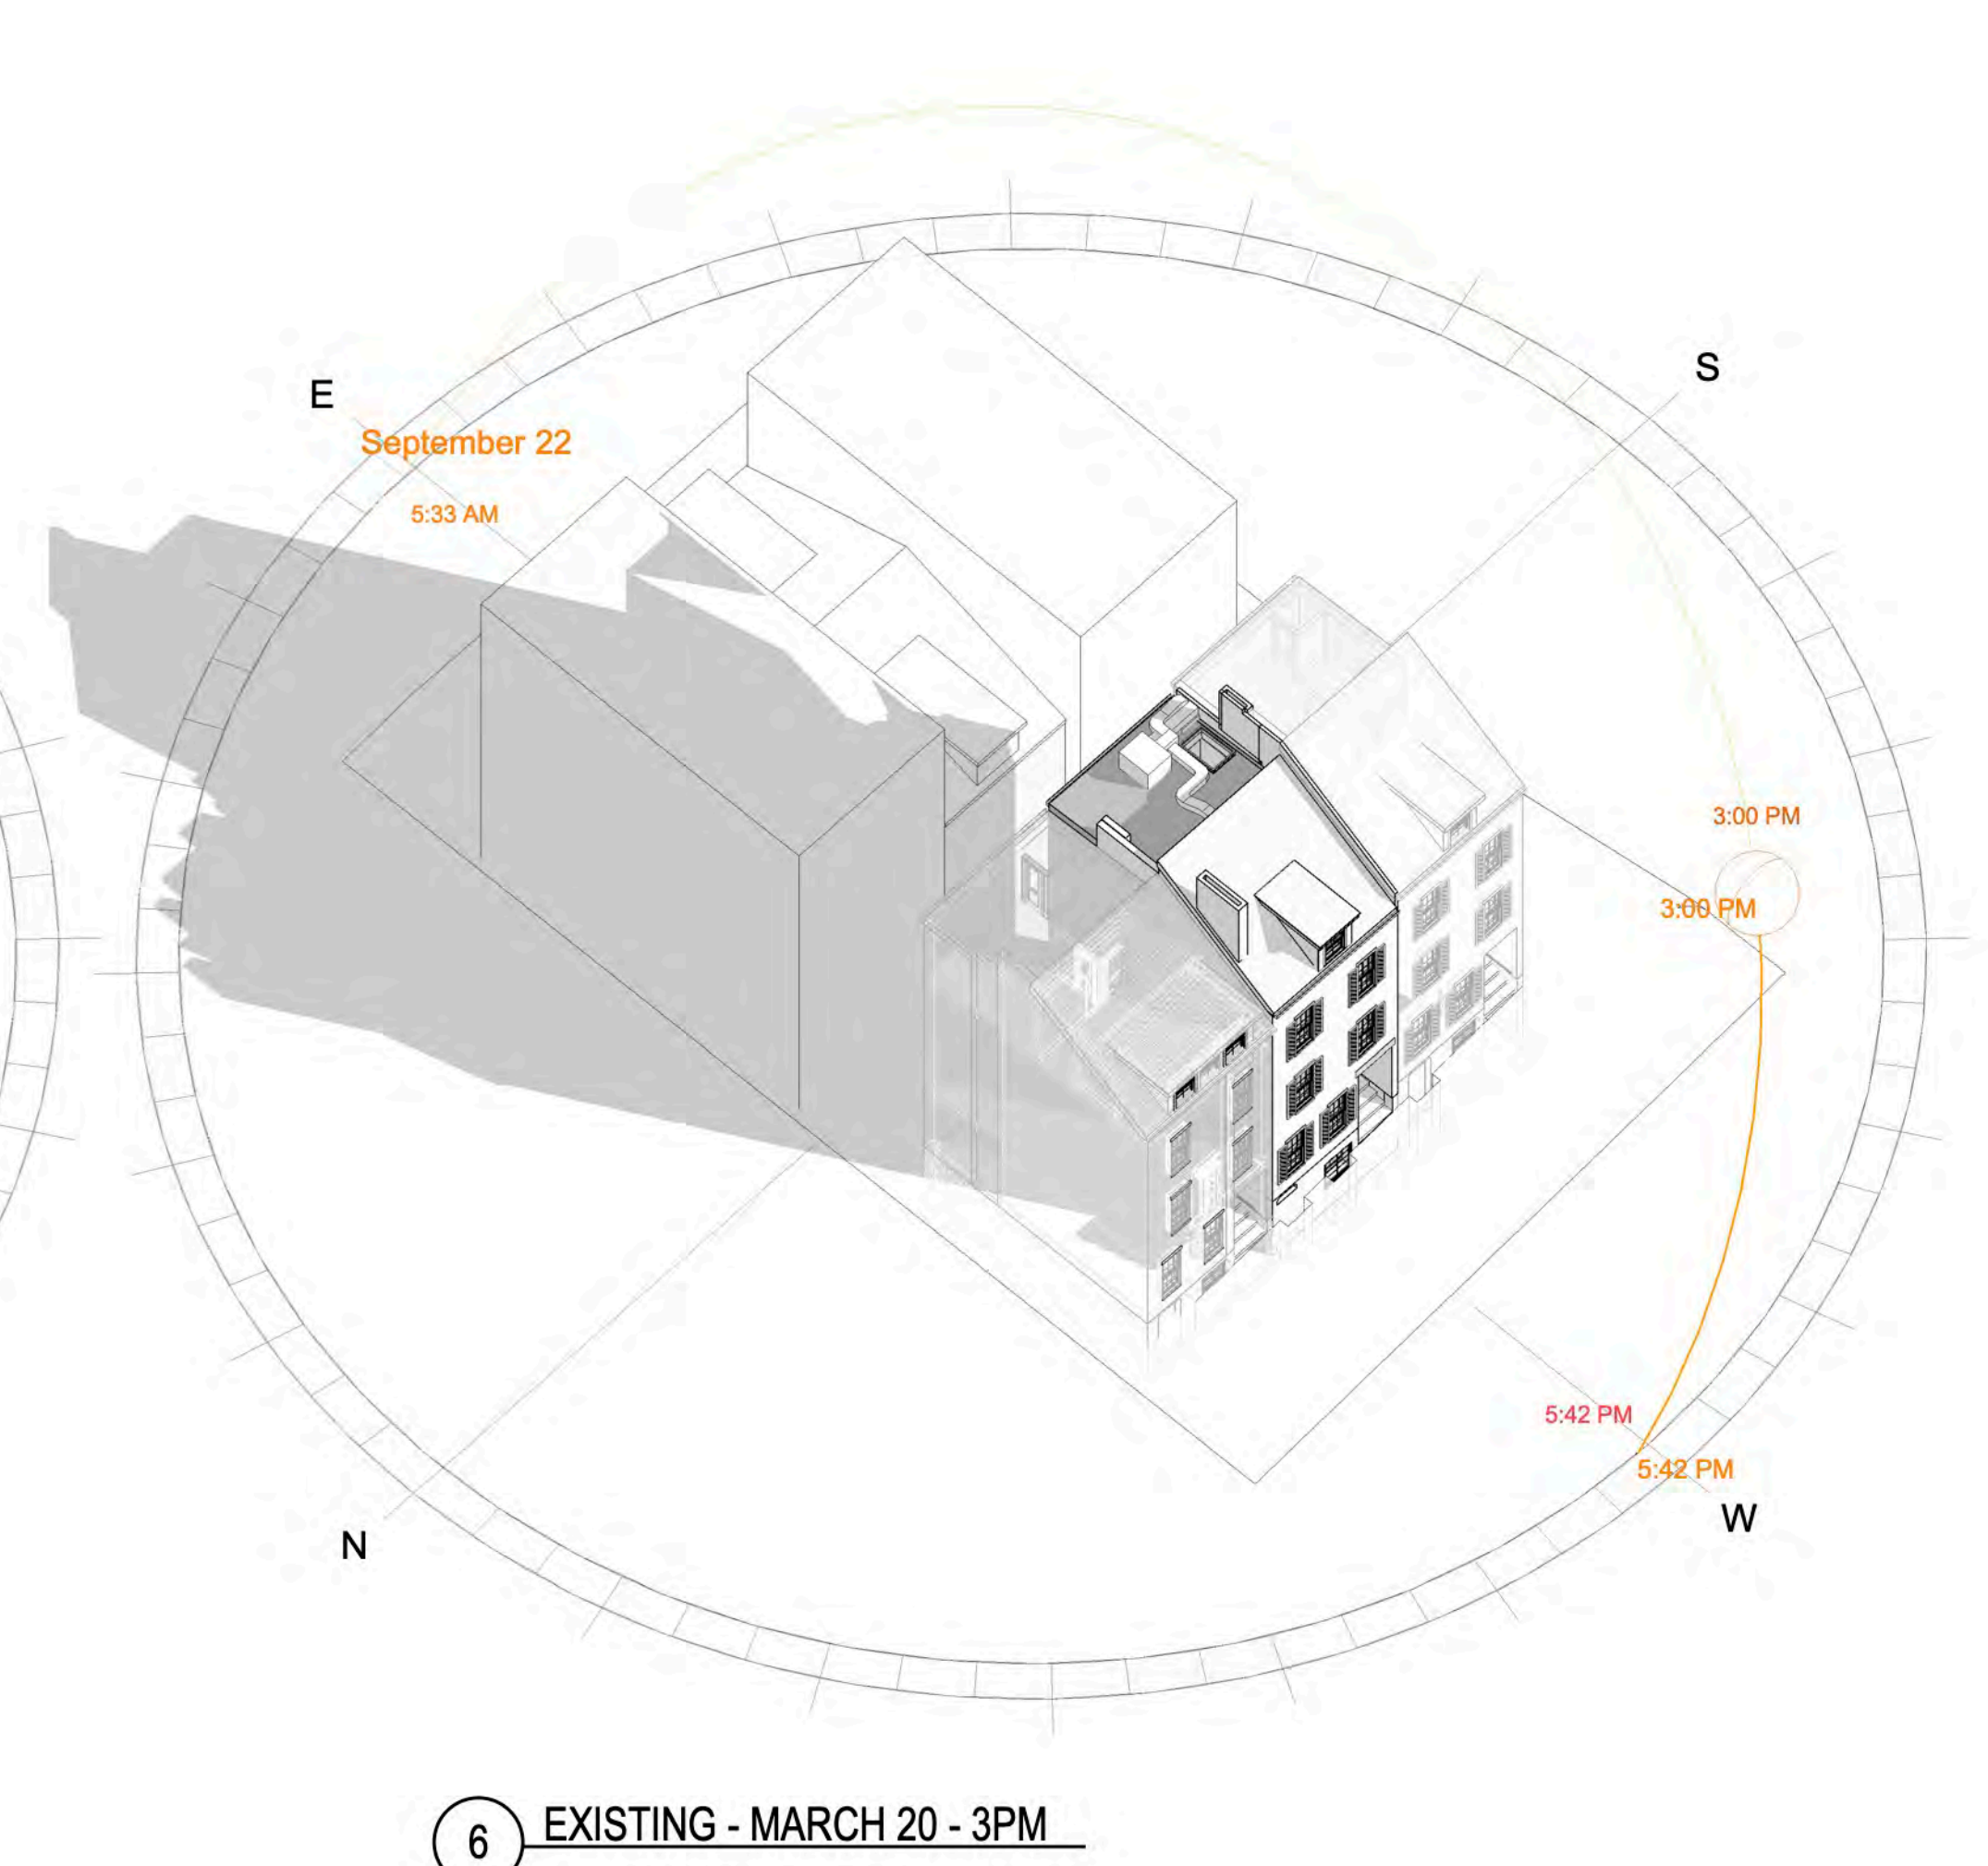 S
E
September 22
5:33 AM
3:00 PM
3:00 PM
5:42 PM
5:42 PM
W
N
6 EXISTING - MARCH 20 - 3PM